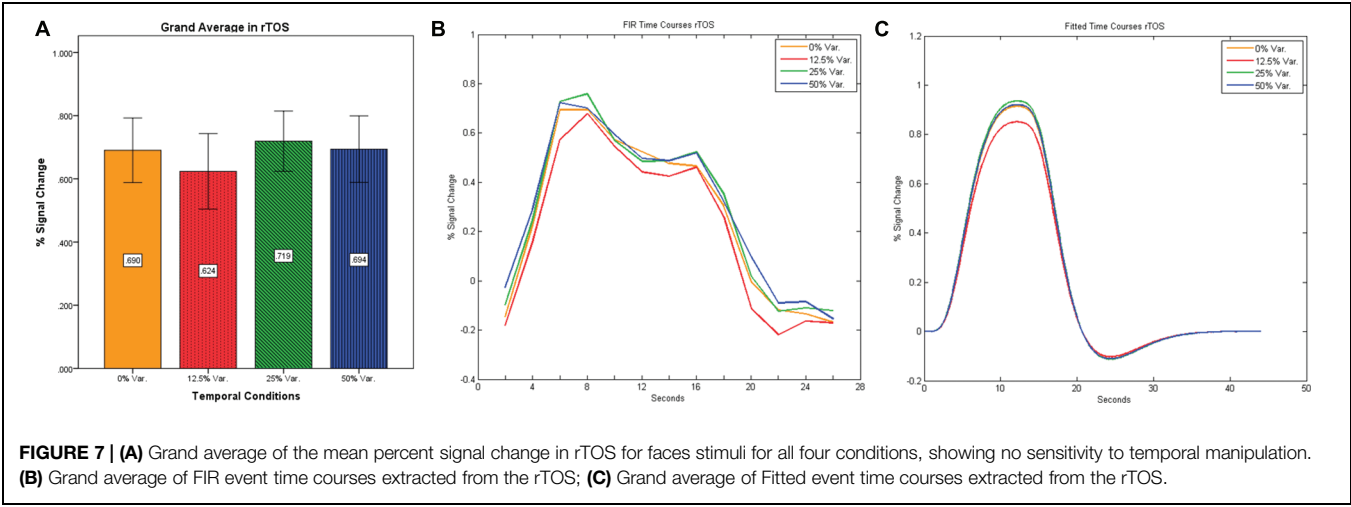 A
Grand Average in rTOS
% Signal Change
1.000
.800
.600
.400
.200
.000
.690
.624
.719
.694
0% Var.
12.5% Var.
25% Var.
50% Var.
Temporal Conditions
B
FIR Time Courses rTOS
% Signal Change
1
0.8
0.6
0.4
0.2
0
-0.2
-0.4
0% Var.
12.5% Var.
25% Var.
50% Var.
0 4 8 12 16 20 24 28
Seconds
C
Fitted Time Courses rTOS
% Signal Change
1.2
1
0.8
0.6
0.4
0.2
0
-0.2
0% Var.
12.5% Var.
25% Var.
50% Var.
0 10 20 30 40 50
Seconds
FIGURE 7 | (A) Grand average of the mean percent signal change in rTOS for faces stimuli for all four conditions, showing no sensitivity to temporal manipulation.
(B) Grand average of FIR event time courses extracted from the rTOS; (C) Grand average of Fitted event time courses extracted from the rTOS.